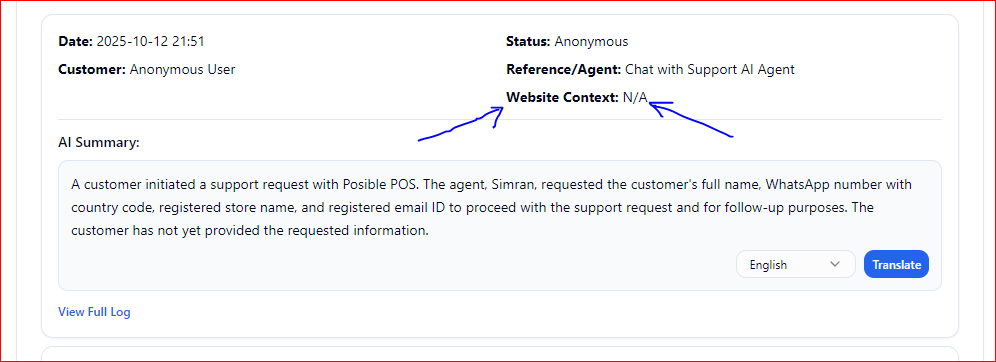 Date: 2025-10-12 21:51
Status: Anonymous
Customer: Anonymous User
Reference/Agent: Chat with Support AI Agent
Website Context: N/A
AI Summary:
A customer initiated a support request with Posible POS. The agent, Simran, requested the customer's full name, WhatsApp number with
country code, registered store name, and registered email ID to proceed with the support request and for follow-up purposes. The
customer has not yet provided the requested information.
English
Translate
View Full Log